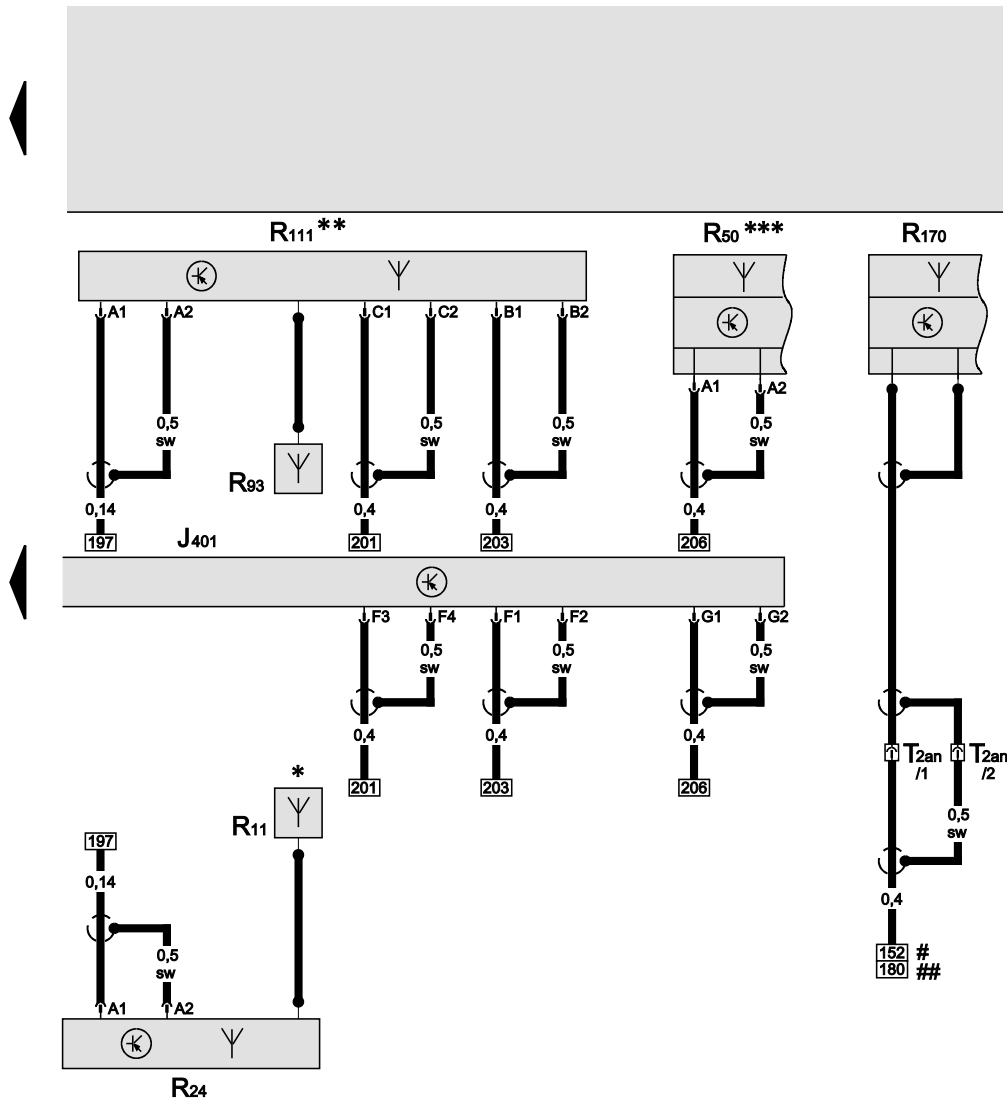 R111 ** R50 *** R170
A1 A2 C1 C2 B1 B2
A1 A2
0,5 0,5 0,5 0,5
sw sw sw sw
R93
0,14 0,4 0,4 0,4
197 J401 201 203 206
F3 F4 F1 F2 G1 G2
0,5 0,5 0,5
sw sw sw
0,4 0,4 0,4
T2an T2an
/1 /2
*
201 203 206
R11
0,5
sw
197
0,14
0,4
0,5
sw
152 #
180 ##
A1 A2
R24